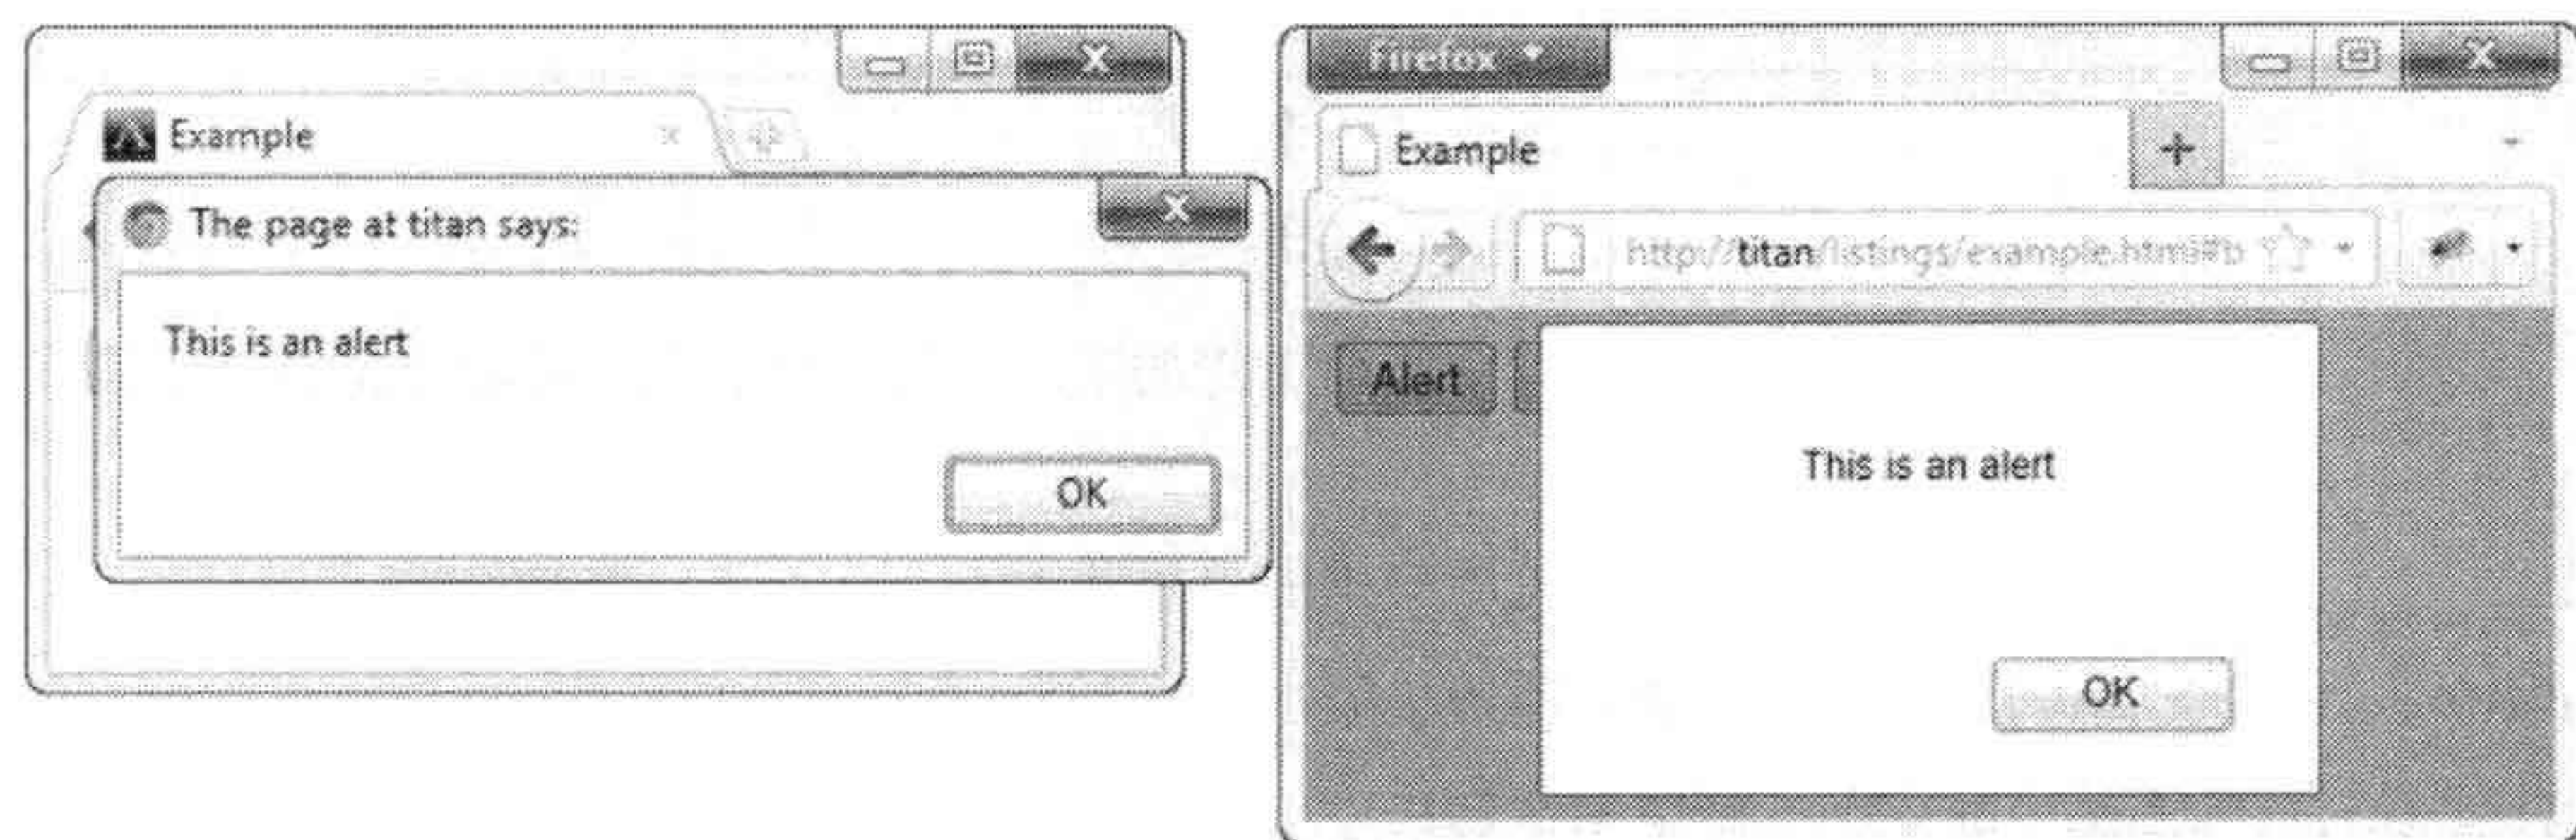 Example
The page at titan says:
This is an alert
OK
Firefox
Example
http://titan/listings/example.html#b
Alert
This is an alert
OK